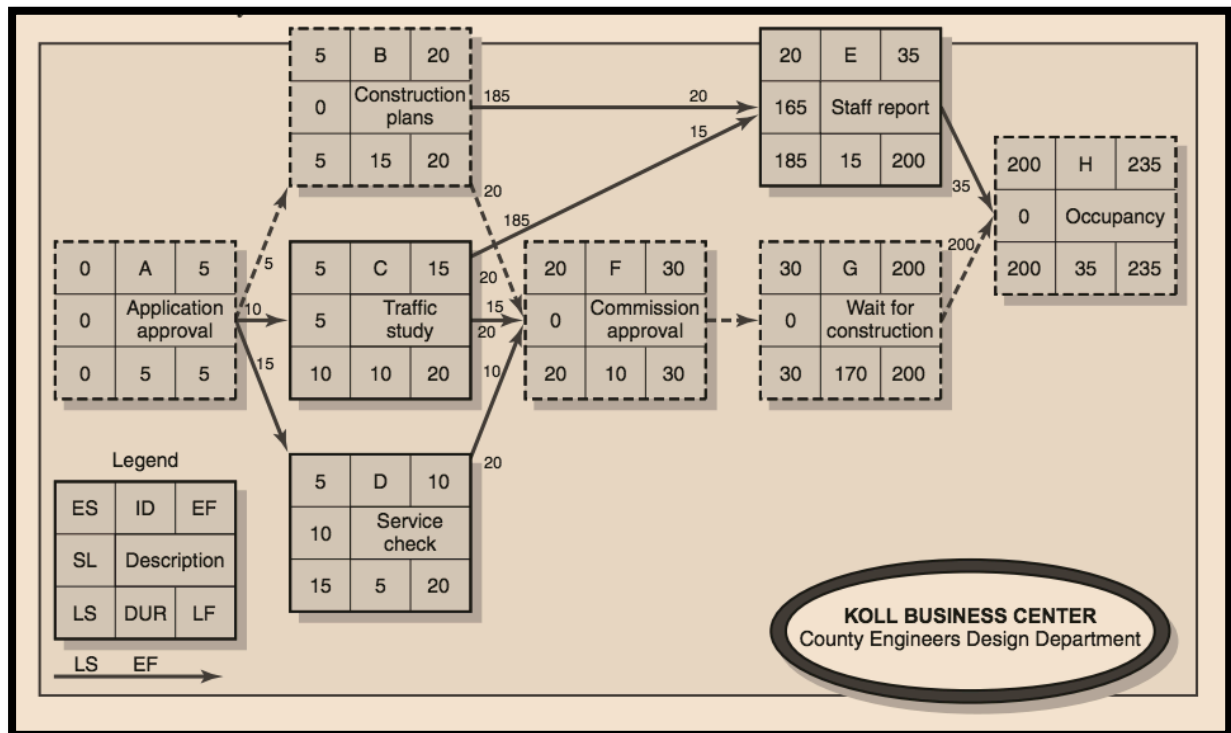 5 B 20
0 Construction
plans
5 15 20
20 E 35
165 Staff report
185 15 200
185
20
15
200 H 235
0 Occupancy
200 35 235
35
200
20
185
0 A 5
0 Application
approval
0 5 5
5
10
15
5 C 15
5 Traffic
study
10 10 20
20
15
20
10
20
20 F 30
0 Commission
approval
20 10 30
30 G 200
0 Wait for
construction
30 170 200
5 D 10
10 Service
check
15 5 20
Legend
ES ID EF
SL Description
LS DUR LF
LS EF
KOLL BUSINESS CENTER
County Engineers Design Department